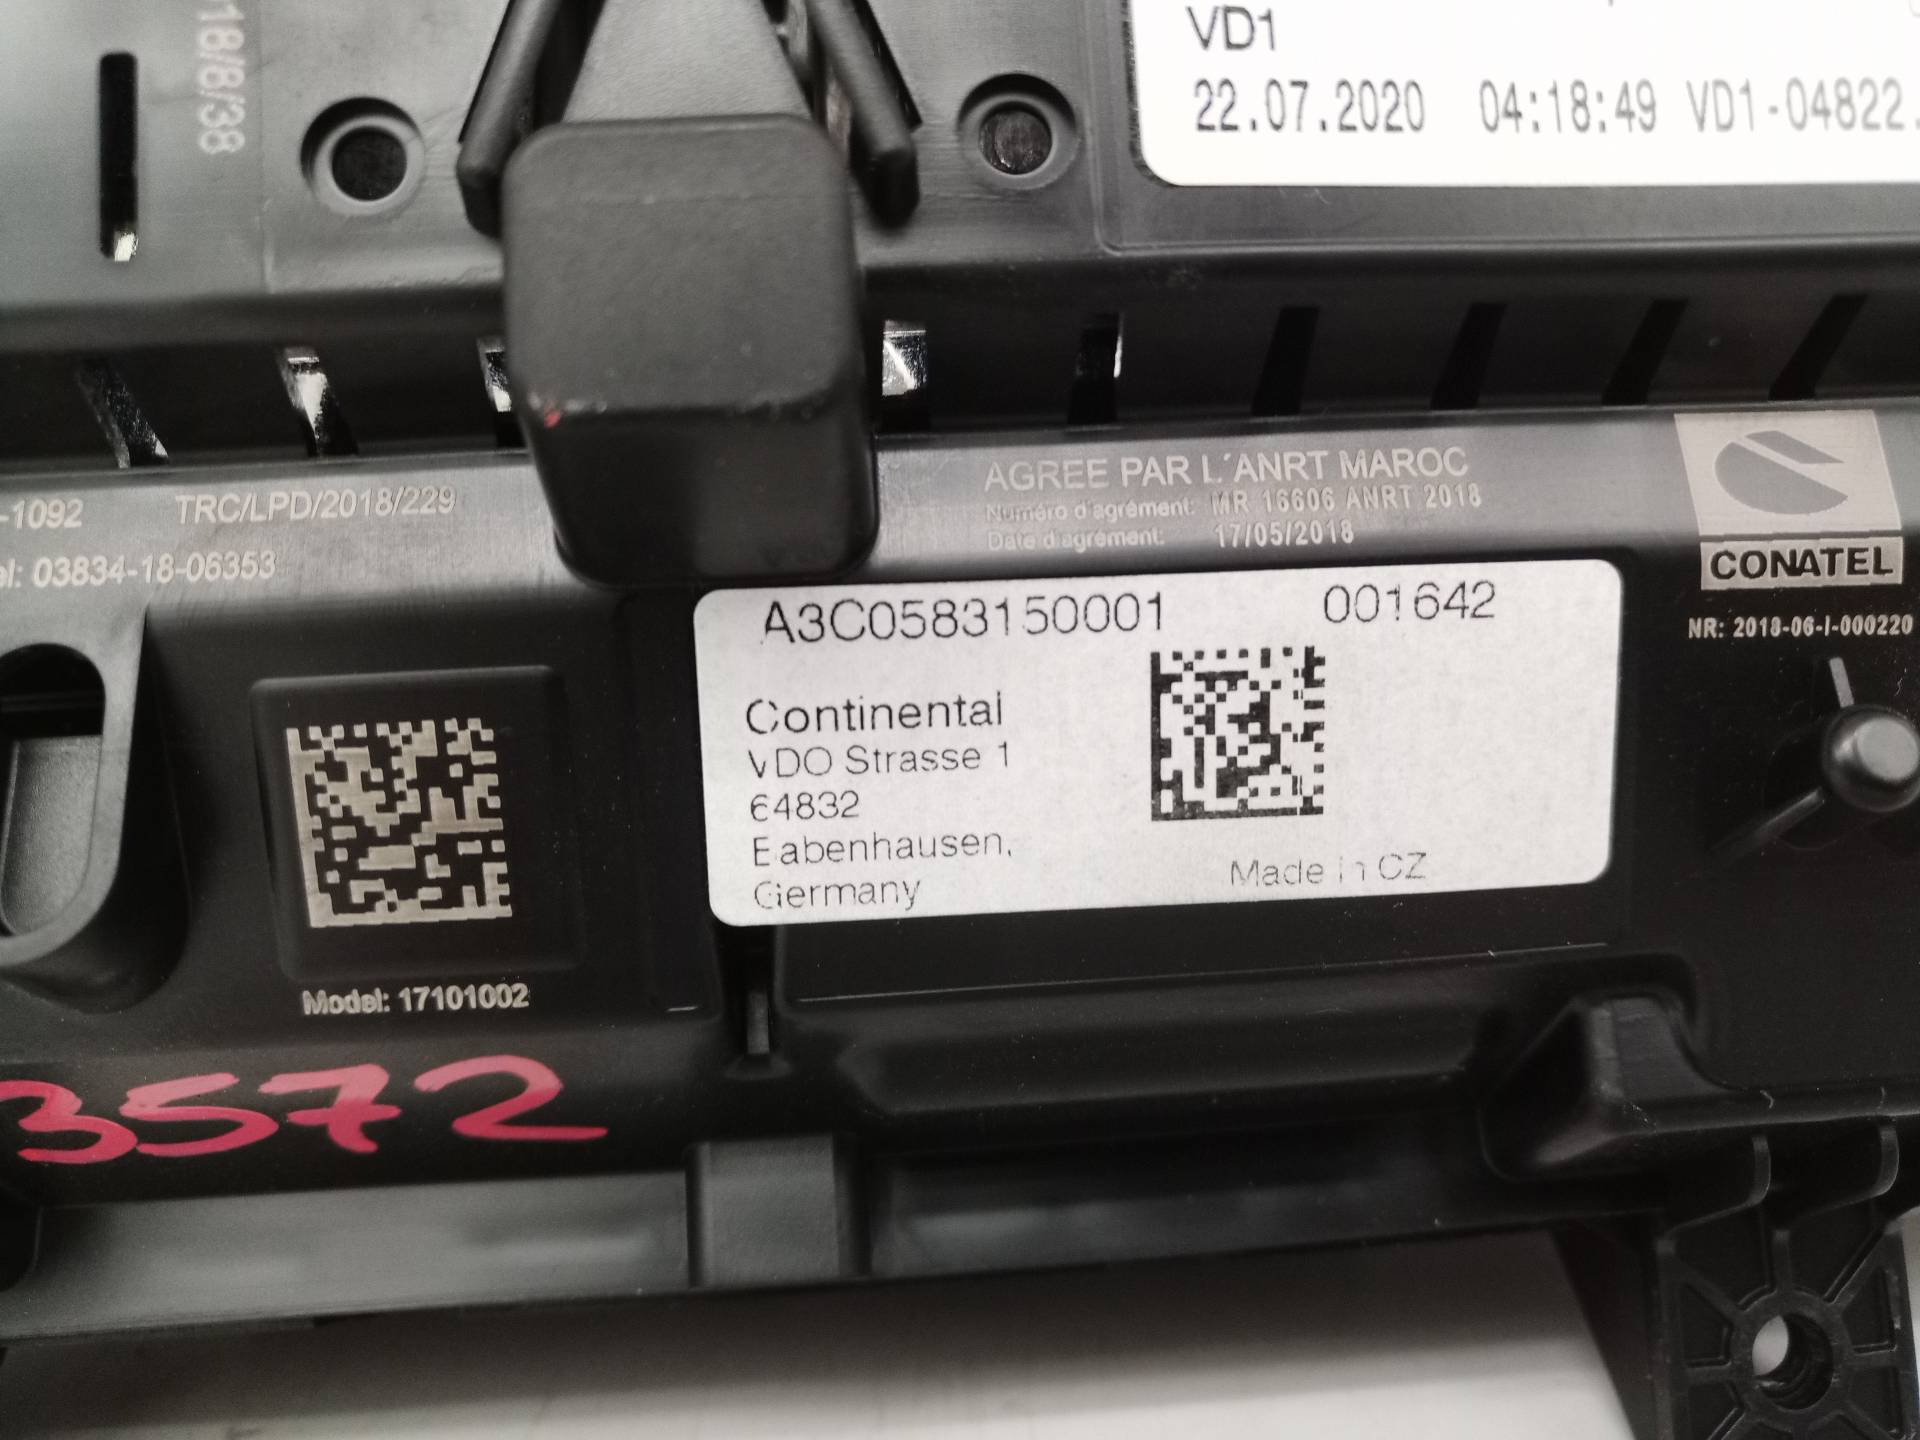 18/8/38
VD1
22.07.2020 04:18:49 VD1-04822.
-1092 TRC/LPD/2018/229
el: 03834-18-06353
AGREE PAR L´ANRT MAROC
Numéro d'agrément: MR 16606 ANRT 2018
Date d'agrément: 17/05/2018
CONATEL
NR: 2018-06-I-000220
A3C0583150001 001642
Continental
VDO Strasse 1
64832
Babenhausen,
Germany
Made in CZ
Model: 17101002
3572